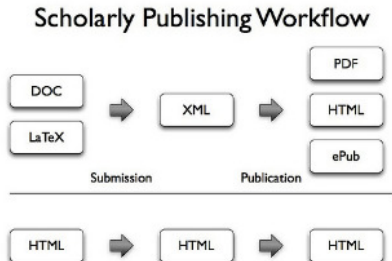 Scholarly Publishing Workflow
PDF
DOC
XML
HTML
LaTeX
ePub
Submission
Publication
HTML
HTML
HTML